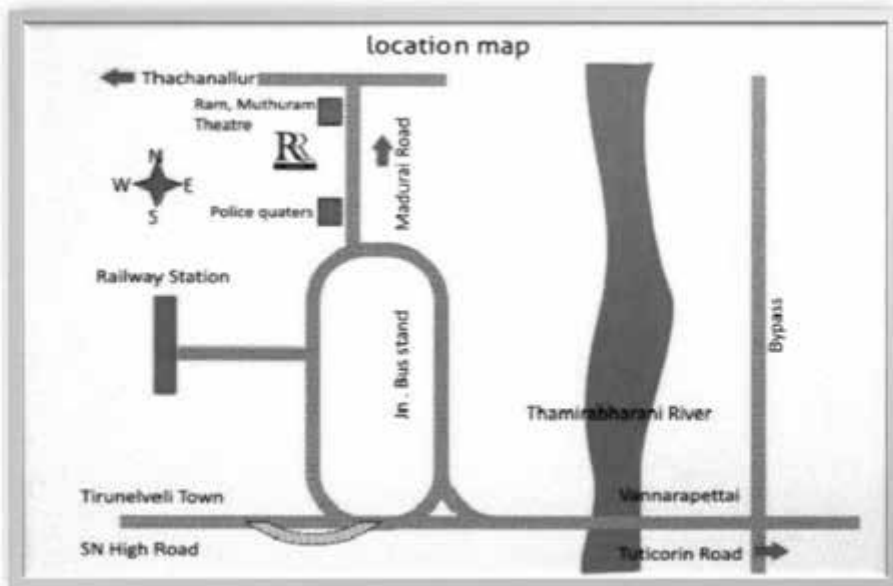 location map
Thachanallur
Ram, Muthuram
Theatre
RR
Madurai Road
N
W E
S
Police quaters
Railway Station
Jn. Bus stand
Bypass
Thamirabharani River
Tirunelveli Town
Vannarapettai
SN High Road
Tuticorin Road